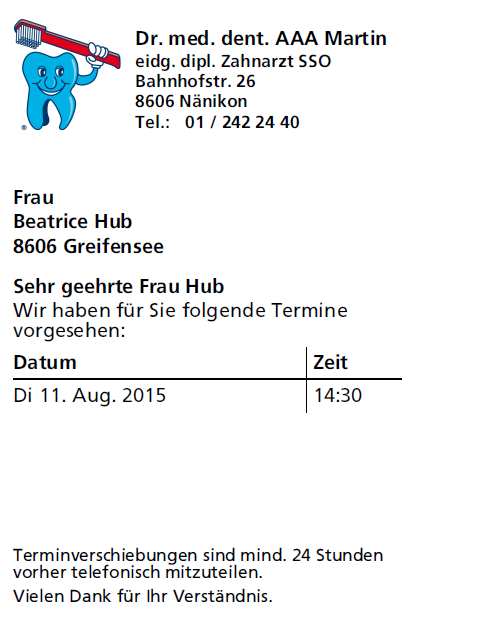 Dr. med. dent. AAA Martin
eidg. dipl. Zahnarzt SSO
Bahnhofstr. 26
8606 Nänikon
Tel.: 01 / 242 24 40
®
Frau
Beatrice Hub
8606 Greifensee
Sehr geehrte Frau Hub
Wir haben für Sie folgende Termine
vorgesehen:
Datum Zeit
Di 11. Aug. 2015 14:30
Terminverschiebungen sind mind. 24 Stunden
vorher telefonisch mitzuteilen.
Vielen Dank für Ihr Verständnis.